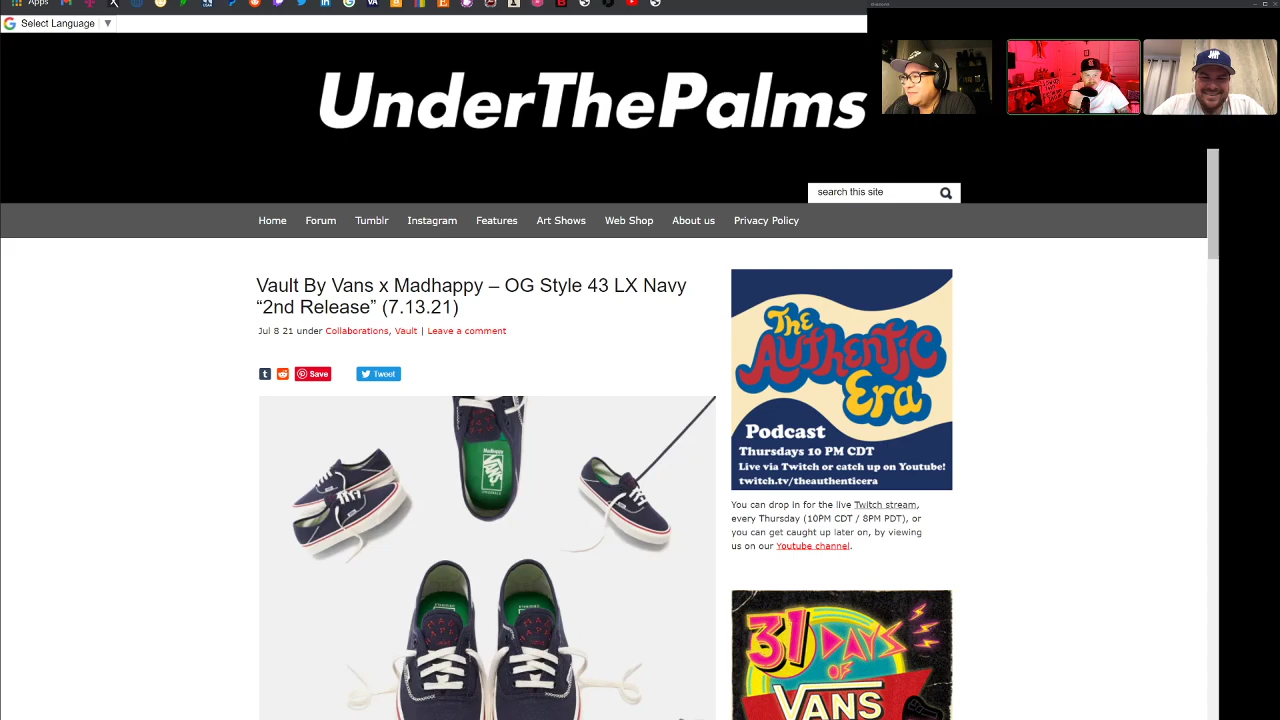 Apps
Select Language ▼
UnderThePalms
search this site
Home Forum Tumblr Instagram Features Art Shows Web Shop About us Privacy Policy
Vault By Vans x Madhappy – OG Style 43 LX Navy
“2nd Release” (7.13.21)
Jul 8 21 under Collaborations, Vault | Leave a comment
Save
Tweet
Madhappy
VANS
The
Authentic
Era
Podcast
Thursdays 10 PM CDT
Live via Twitch or catch up on Youtube!
twitch.tv/theauthenticera
You can drop in for the live Twitch stream,
every Thursday (10PM CDT / 8PM PDT), or
you can get caught up later on, by viewing
us on our Youtube channel.
31 DAYS
OF
VANS